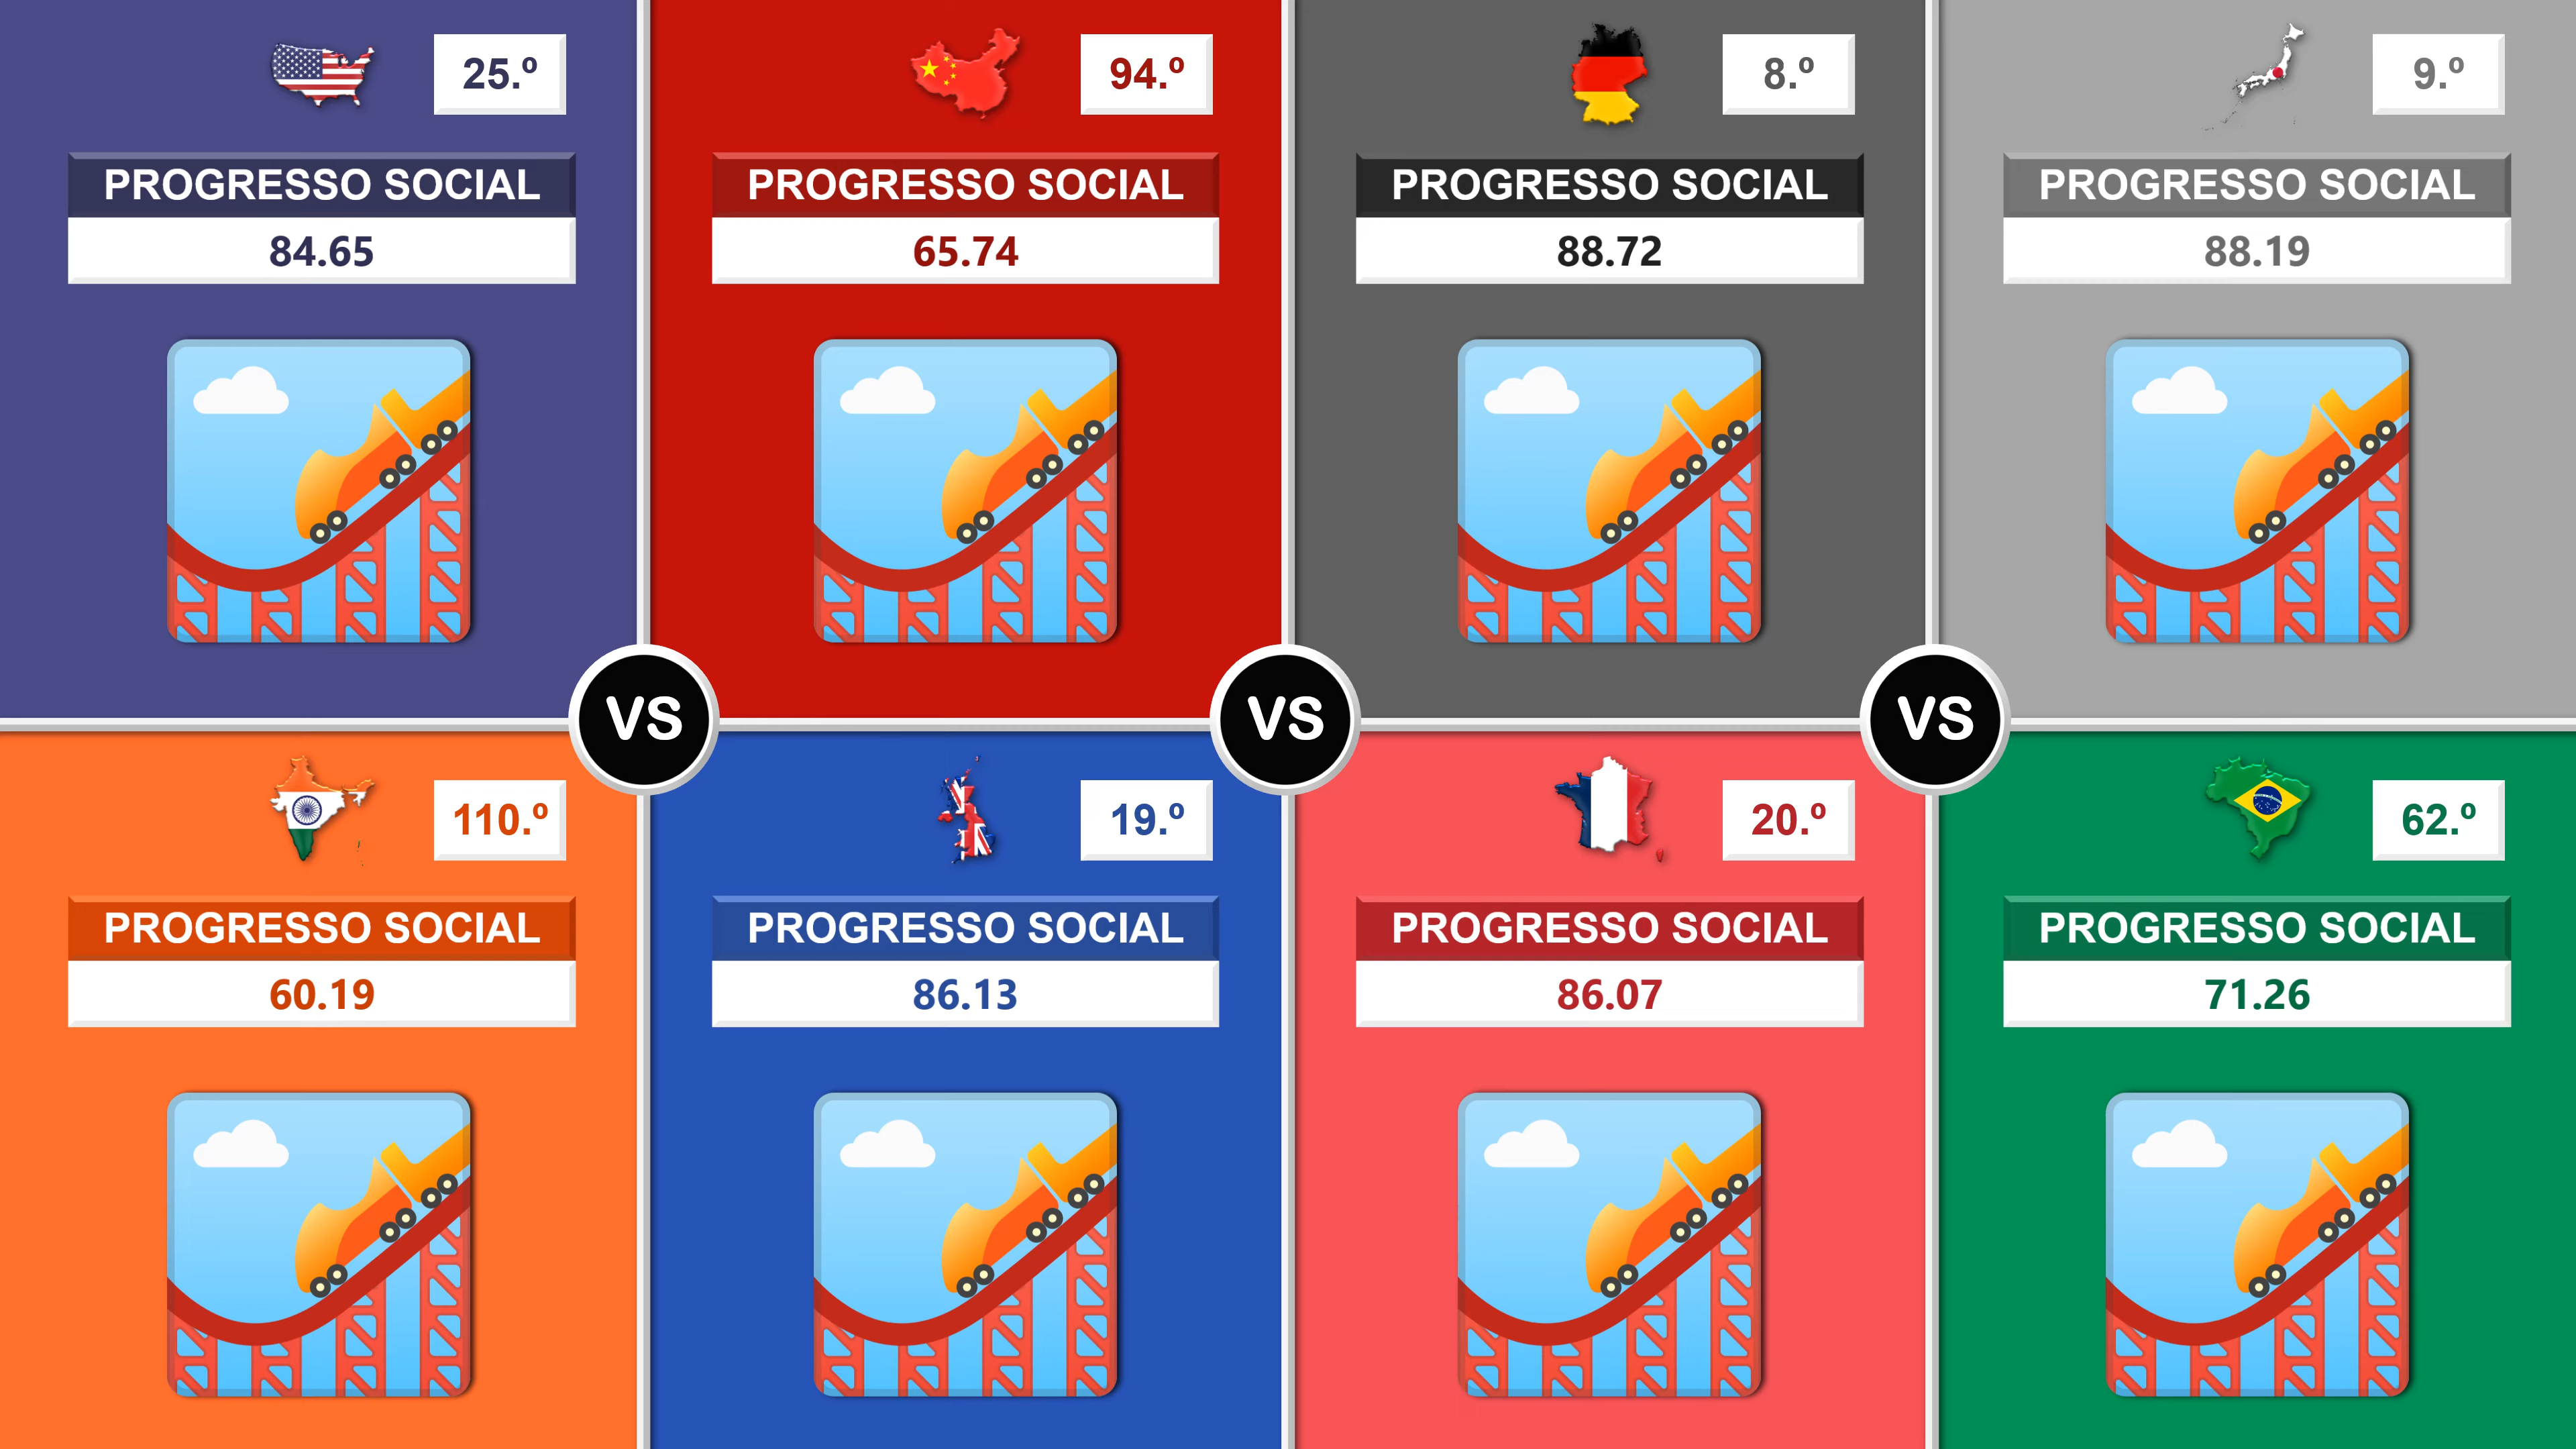 25.º
PROGRESSO SOCIAL
84.65
94.º
PROGRESSO SOCIAL
65.74
8.º
PROGRESSO SOCIAL
88.72
9.º
PROGRESSO SOCIAL
88.19
VS
VS
VS
110.º
PROGRESSO SOCIAL
60.19
19.º
PROGRESSO SOCIAL
86.13
20.º
PROGRESSO SOCIAL
86.07
62.º
PROGRESSO SOCIAL
71.26